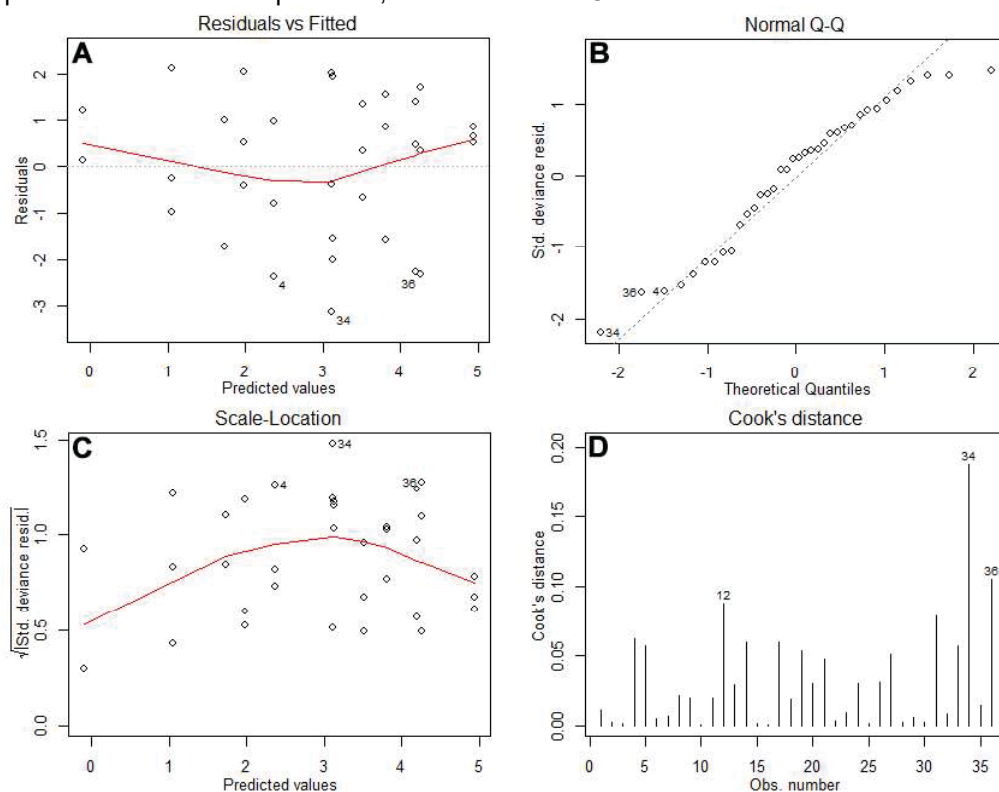 Residuals vs Fitted
A
Residuals
2
1
0
-1
-2
-3
4
34
36
0 1 2 3 4 5
Predicted values
Normal Q-Q
B
Std. deviance resid.
1
0
-1
-2
36
4
34
-2 -1 0 1 2
Theoretical Quantiles
Scale-Location
C
√|Std. deviance resid.|
1.5
1.0
0.5
0.0
34
4
36
0 1 2 3 4 5
Predicted values
Cook's distance
D
Cook's distance
0.20
0.15
0.10
0.05
0.00
12
34
36
0 5 10 15 20 25 30 35
Obs. number